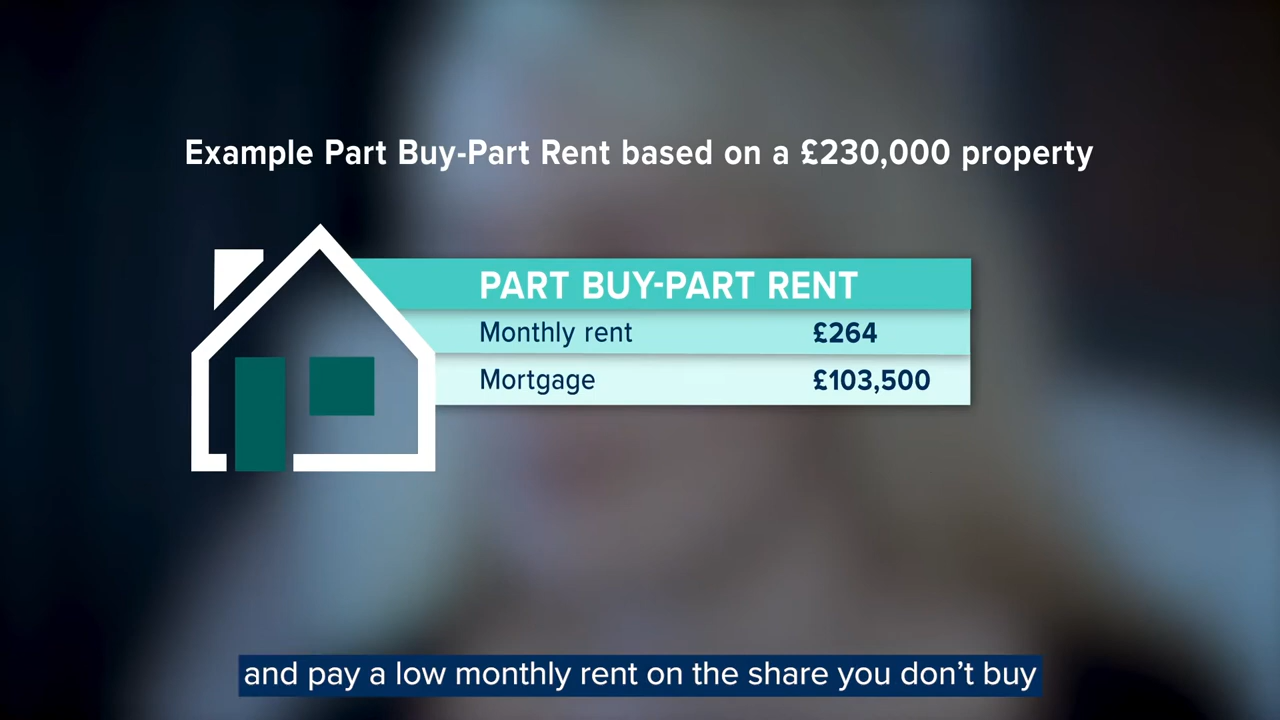 Example Part Buy-Part Rent based on a £230,000 property
PART BUY-PART RENT
Monthly rent £264
Mortgage £103,500
and pay a low monthly rent on the share you don’t buy